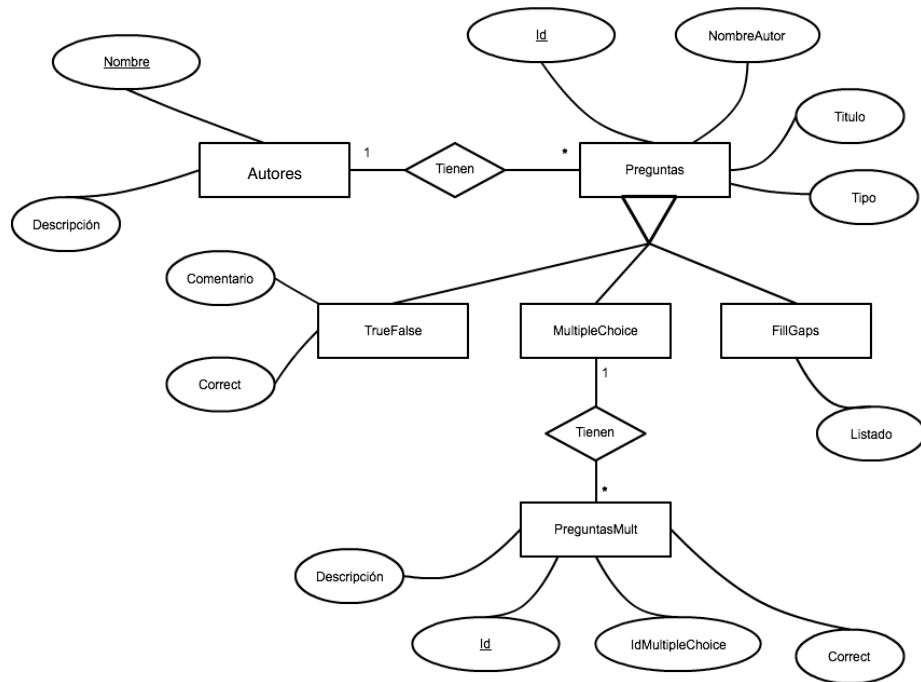 Id
NombreAutor
Nombre
Titulo
1
Tienen
*
Preguntas
Autores
Tipo
Descripción
Comentario
TrueFalse
MultipleChoice
FillGaps
1
Correct
Listado
Tienen
*
PreguntasMult
Descripción
Id
IdMultipleChoice
Correct